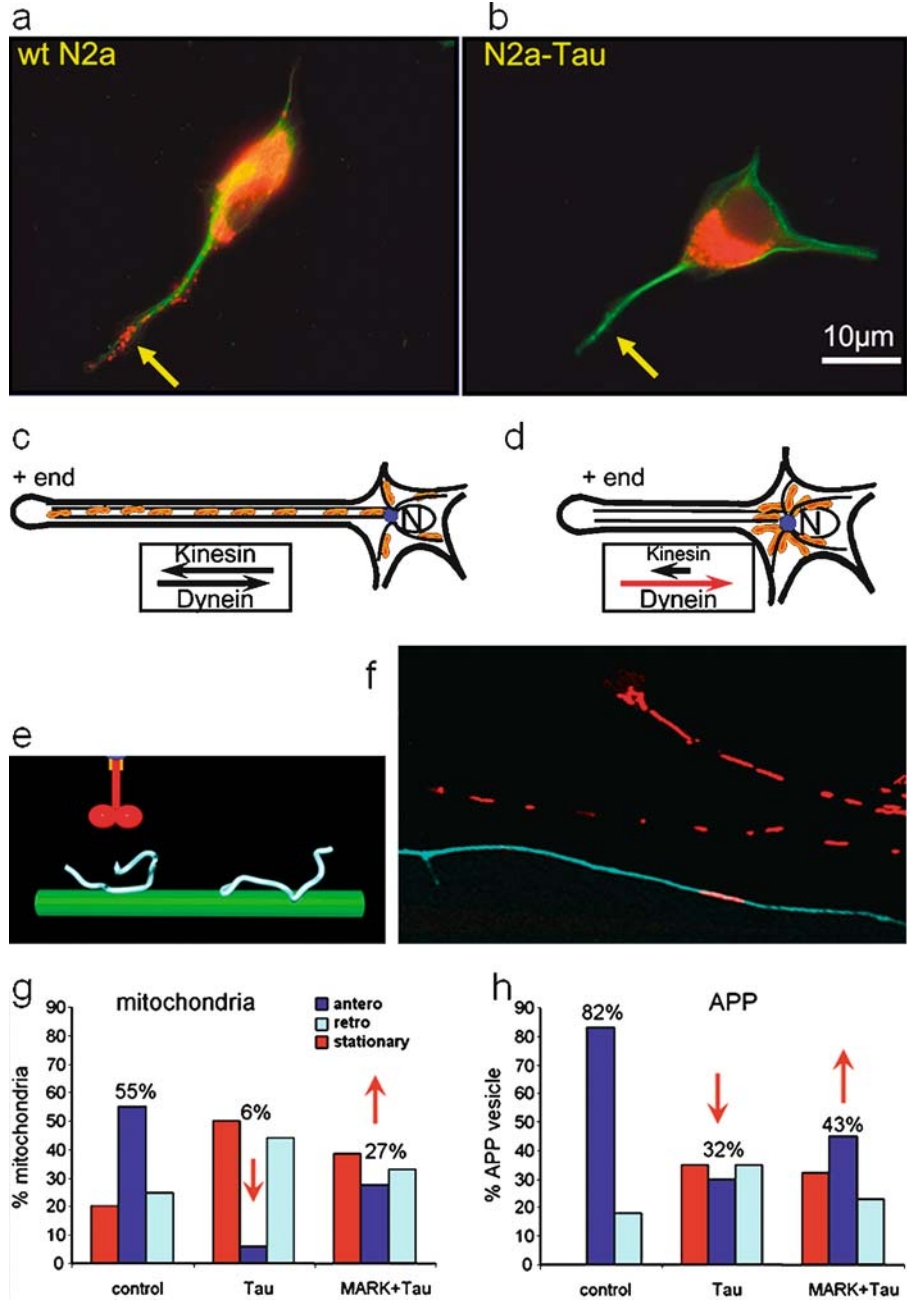 a
wt N2a
b
N2a-Tau
10µm
c
+ end
N
Kinesin
Dynein
d
+ end
N
Kinesin
Dynein
e
f
g
mitochondria
antero
retro
stationary
% mitochondria
90
80
70
60
50
40
30
20
10
0
55%
6%
27%
control
Tau
MARK+Tau
h
APP
% APP vesicle
90
80
70
60
50
40
30
20
10
0
82%
32%
43%
control
Tau
MARK+Tau